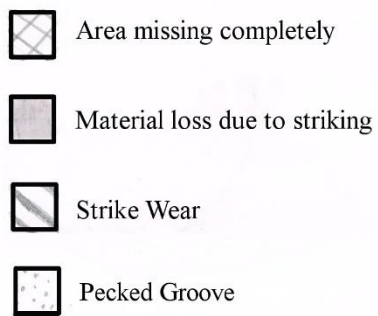 Area missing completely
Material loss due to striking
Strike Wear
Pecked Groove